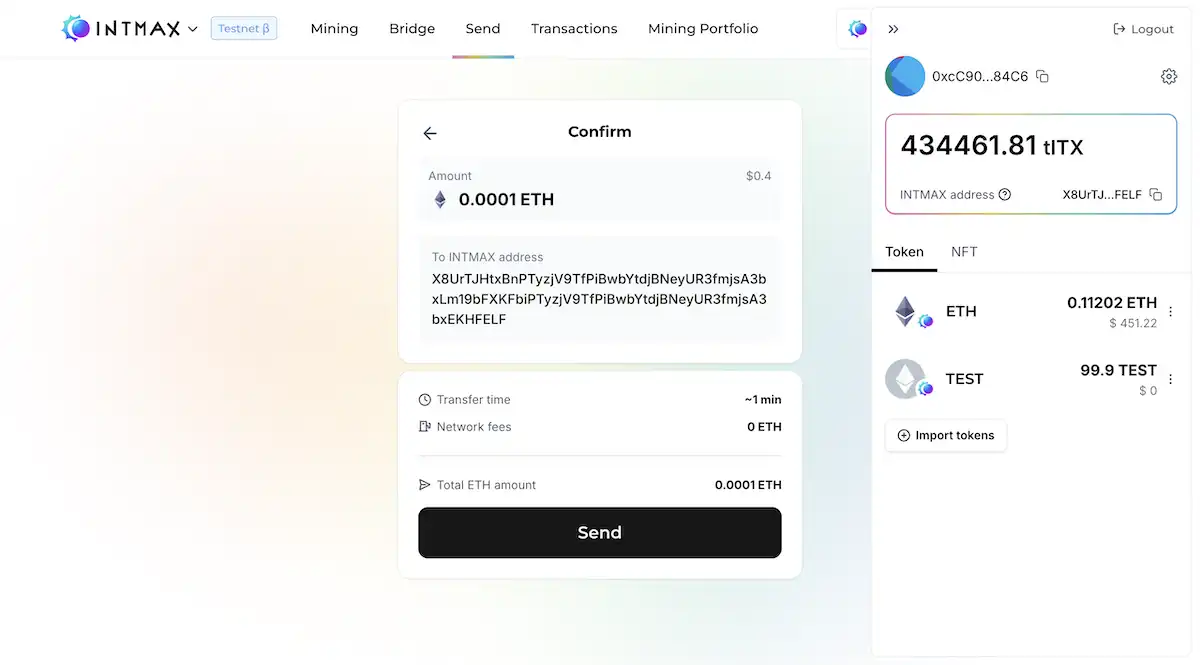 INTMAX
Testnet β
Mining
Bridge
Send
Transactions
Mining Portfolio
Confirm
Amount
$0.4
0.0001 ETH
To INTMAX address
X8UrTJHtxBnPTyzjV9TfPiBwbYtdjBNeyUR3fmjsA3b
xLm19bFXKFbiPTyzjV9TfPiBwbYtdjBNeyUR3fmjsA3
bxEKHFELF
Transfer time
~1 min
Network fees
0 ETH
Total ETH amount
0.0001 ETH
Send
Logout
0xcC90...84C6
434461.81 tITX
INTMAX address
X8UrTJ...FELF
Token
NFT
ETH
0.11202 ETH
$ 451.22
TEST
99.9 TEST
$ 0
Import tokens